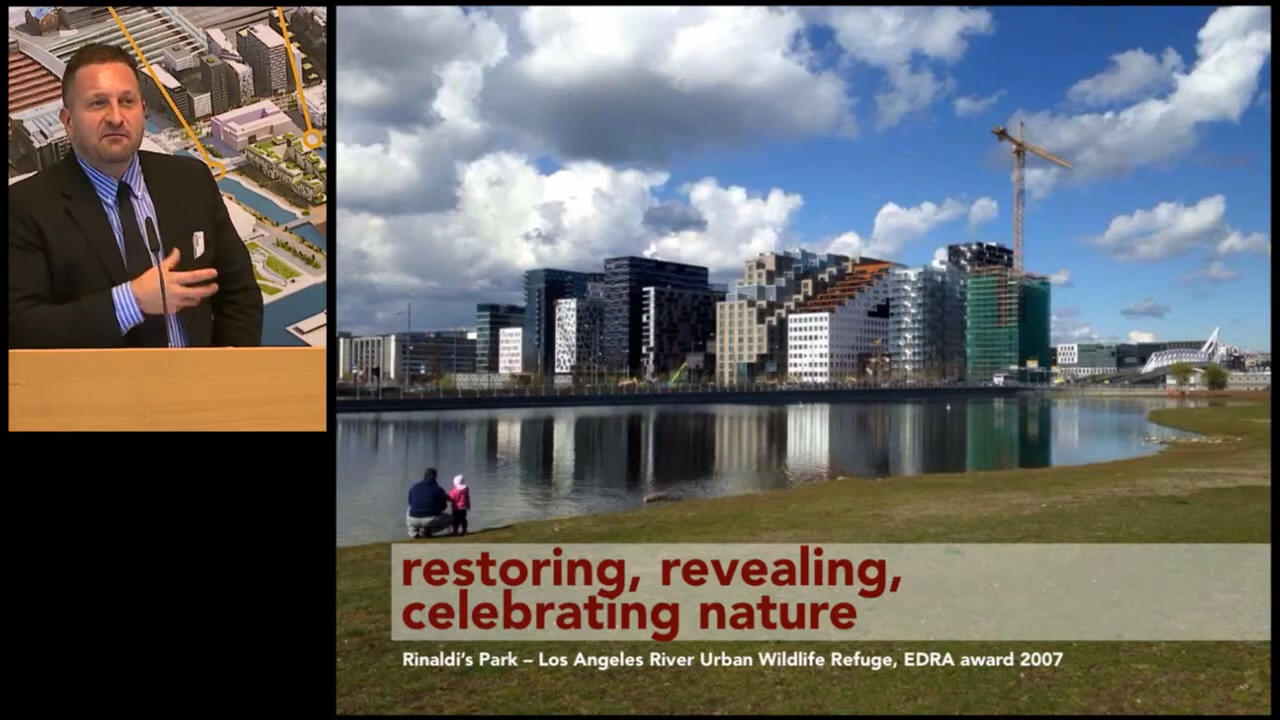 restoring, revealing,
celebrating nature
Rinaldi's Park – Los Angeles River Urban Wildlife Refuge, EDRA award 2007